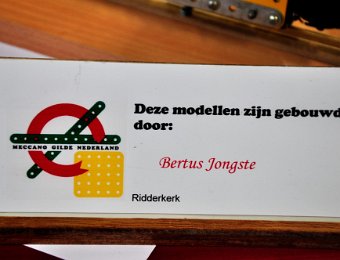 Deze modellen zijn gebouwd
door:
MECCANO GILDE NEDERLAND
Bertus Jongste
Ridderkerk